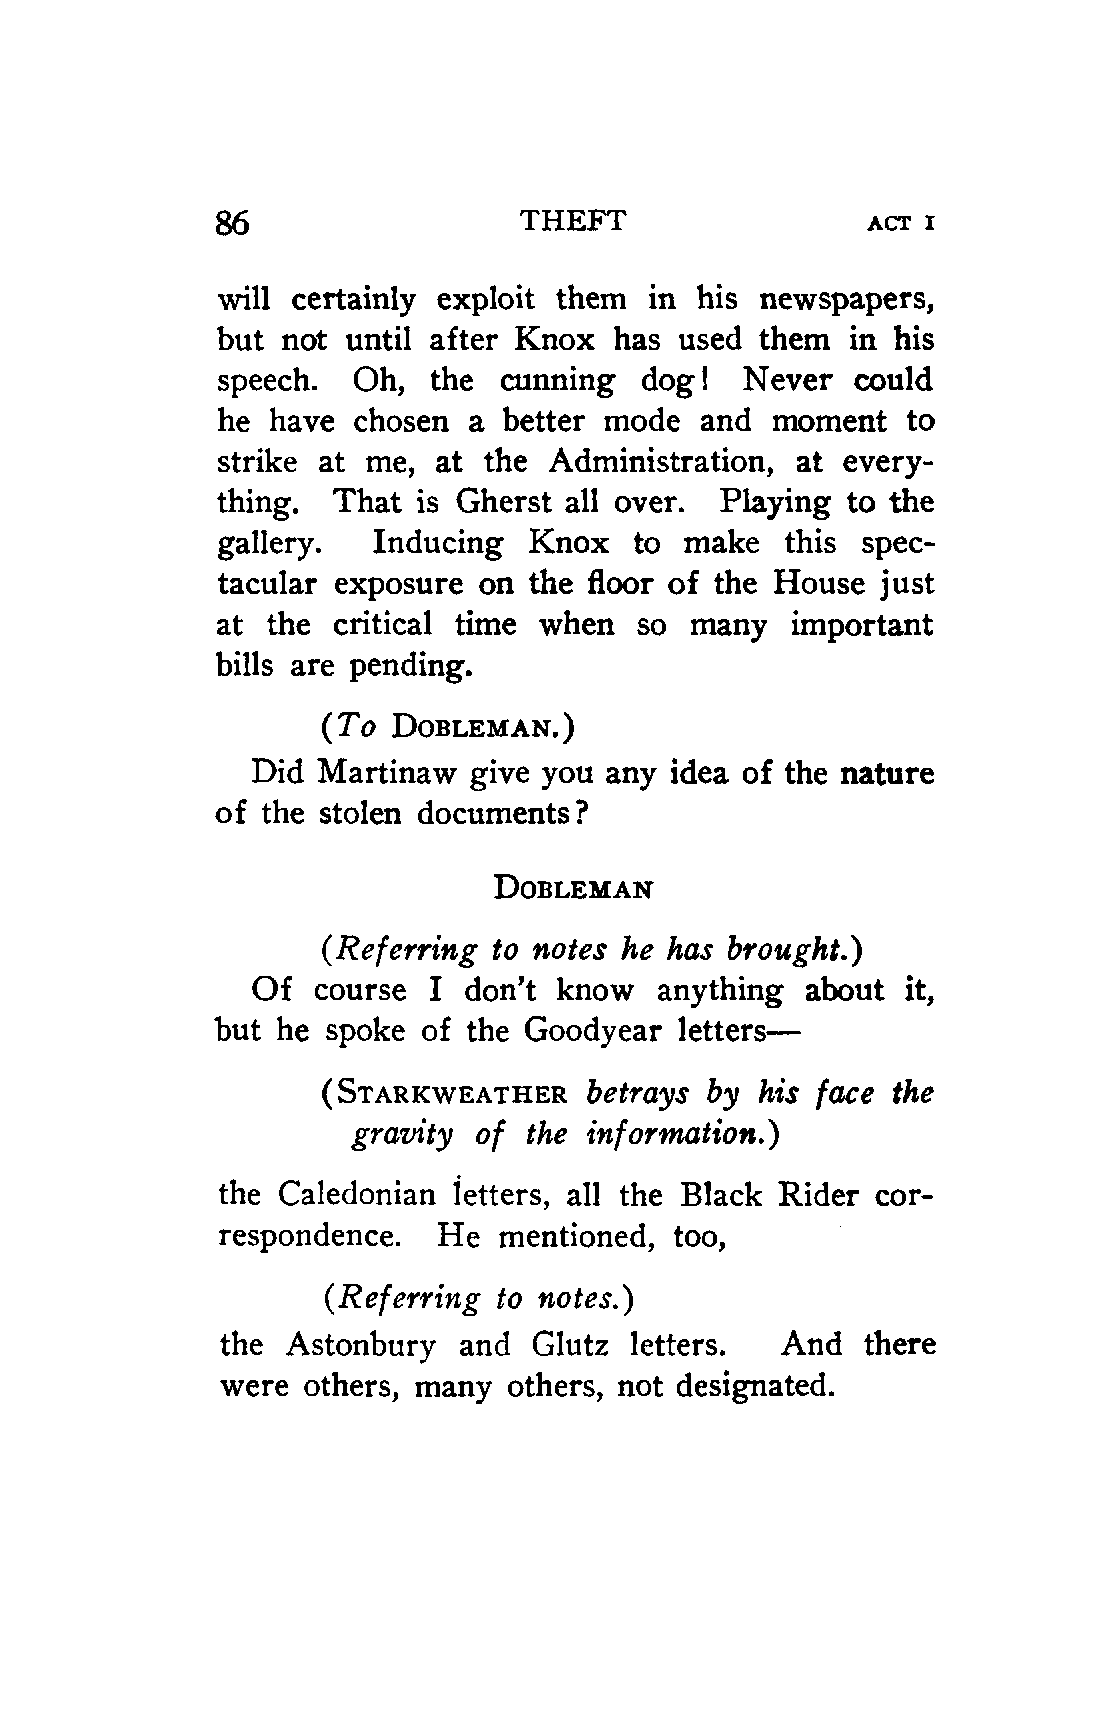 86 THEFT ACT I
will certainly exploit them in his newspapers,
but not until after Knox has used them in his
speech. Oh, the cunning dog! Never could
he have chosen a better mode and moment to
strike at me, at the Administration, at every-
thing. That is Gherst all over. Playing to the
gallery. Inducing Knox to make this spec-
tacular exposure on the floor of the House just
at the critical time when so many important
bills are pending.
(To DOBLEMAN.)
Did Martinaw give you any idea of the nature
of the stolen documents?
DOBLEMAN
(Referring to notes he has brought.)
Of course I don't know anything about it,
but he spoke of the Goodyear letters—
(STARKWEATHER betrays by his face the
gravity of the information.)
the Caledonian letters, all the Black Rider cor-
respondence. He mentioned, too,
(Referring to notes.)
the Astonbury and Glutz letters. And there
were others, many others, not designated.